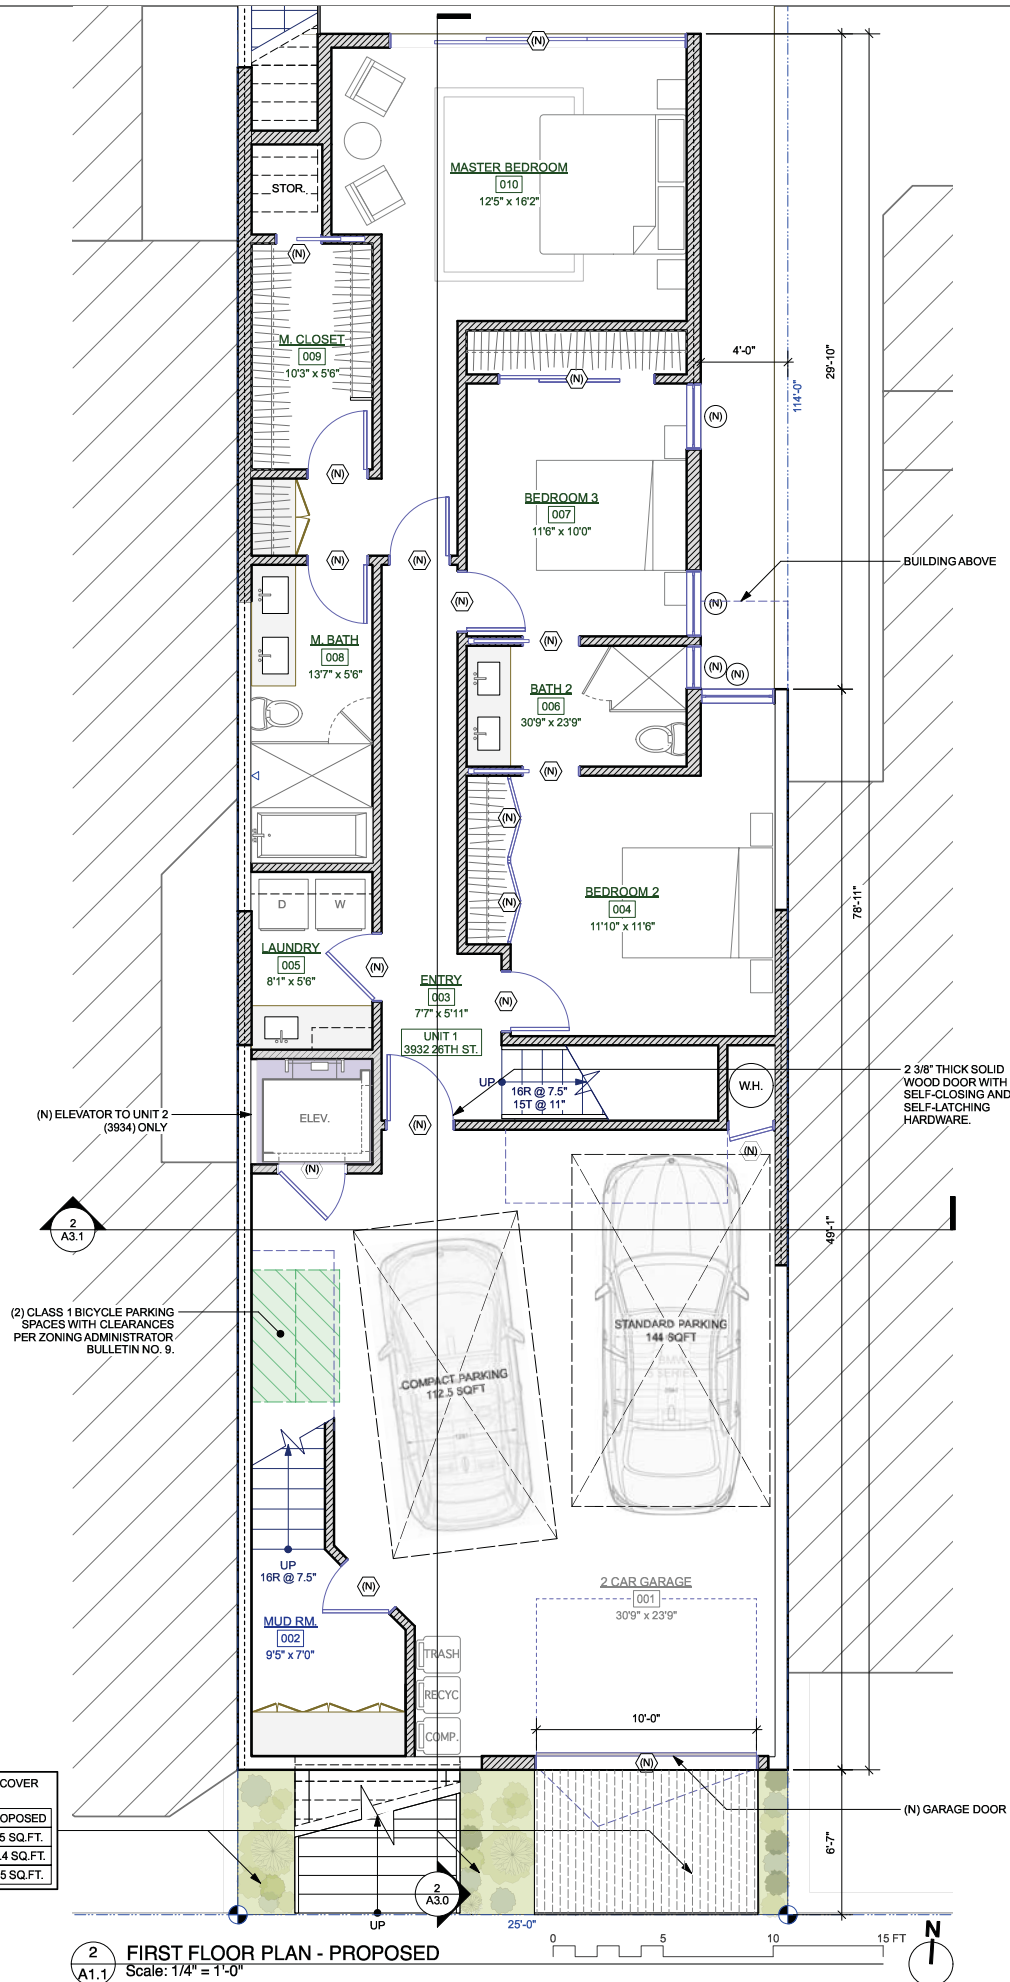 (N)
STOR.
MASTER BEDROOM
010
12'5" x 16'2"
(N)
M. CLOSET
009
10'3" x 5'6"
4'-0"
29'-10"
114'-0"
(N)
(N)
(N)
BEDROOM 3
007
11'6" x 10'0"
(N)
(N)
BUILDING ABOVE
(N)
(N)
(N)
M. BATH
008
13'7" x 5'6"
(N)
(N)
BATH 2
006
30'9" x 23'9"
(N)
(N)
BEDROOM 2
004
11'10" x 11'6"
78'-11"
(N)
D
W
LAUNDRY
005
8'1" x 5'6"
(N)
ENTRY
003
7'7" x 5'11"
(N)
UNIT 1
3932 26TH ST.
UP
16R @ 7.5"
15T @ 11"
W.H.
2 3/8" THICK SOLID
WOOD DOOR WITH
SELF-CLOSING AND
SELF-LATCHING
HARDWARE.
(N) ELEVATOR TO UNIT 2
(3934) ONLY
ELEV.
(N)
(N)
(N)
2
A3.1
49'-1"
(2) CLASS 1 BICYCLE PARKING
SPACES WITH CLEARANCES
PER ZONING ADMINISTRATOR
BULLETIN NO. 9.
STANDARD PARKING
144 SQFT
COMPACT PARKING
112.5 SQFT
UP
16R @ 7.5"
(N)
2 CAR GARAGE
001
30'9" x 23'9"
MUD RM.
002
9'5" x 7'0"
TRASH
RECYC
COMP.
10'-0"
(N)
COVER
OPOSED
5 SQ.FT.
.4 SQ.FT.
5 SQ.FT.
(N) GARAGE DOOR
6'-7"
2
A3.0
UP
25'-0"
2
A1.1
FIRST FLOOR PLAN - PROPOSED
Scale: 1/4" = 1'-0"
0
5
10
15 FT
N